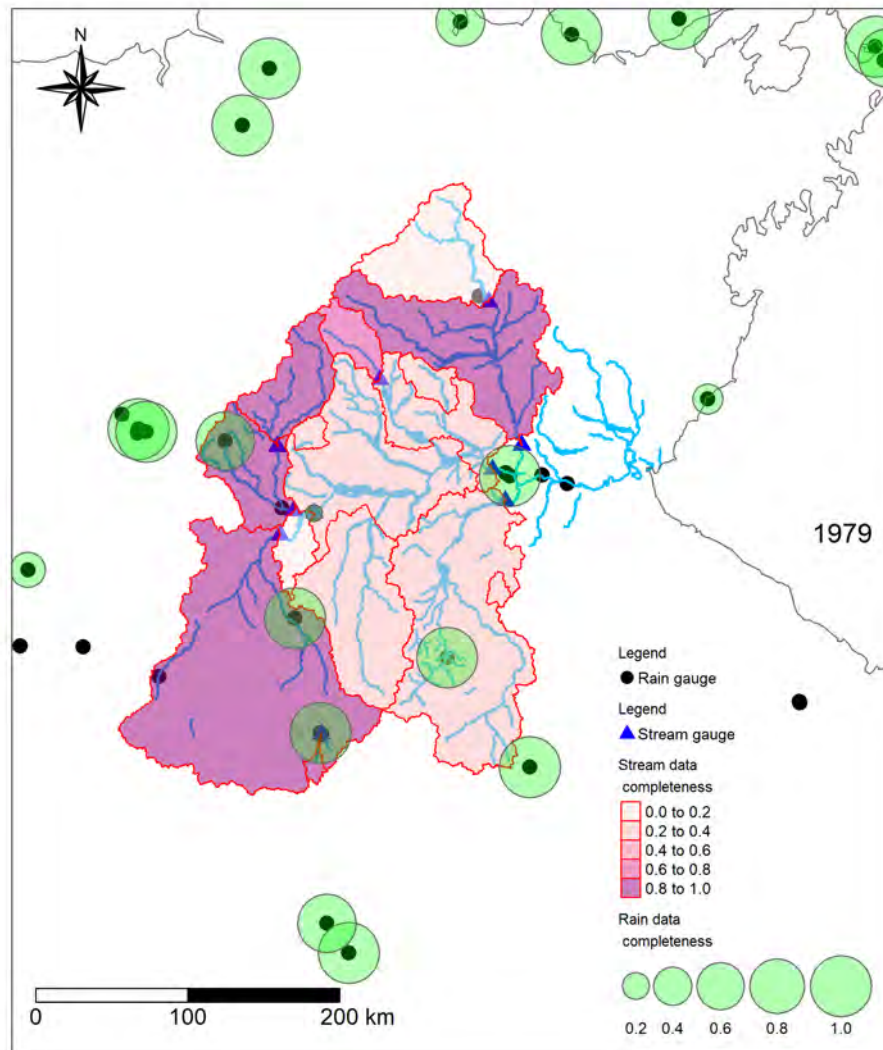 N
1979
Legend
Rain gauge
Legend
Stream gauge
Stream data
completeness
0.0 to 0.2
0.2 to 0.4
0.4 to 0.6
0.6 to 0.8
0.8 to 1.0
Rain data
completeness
0.2 0.4 0.6 0.8 1.0
0 100 200 km